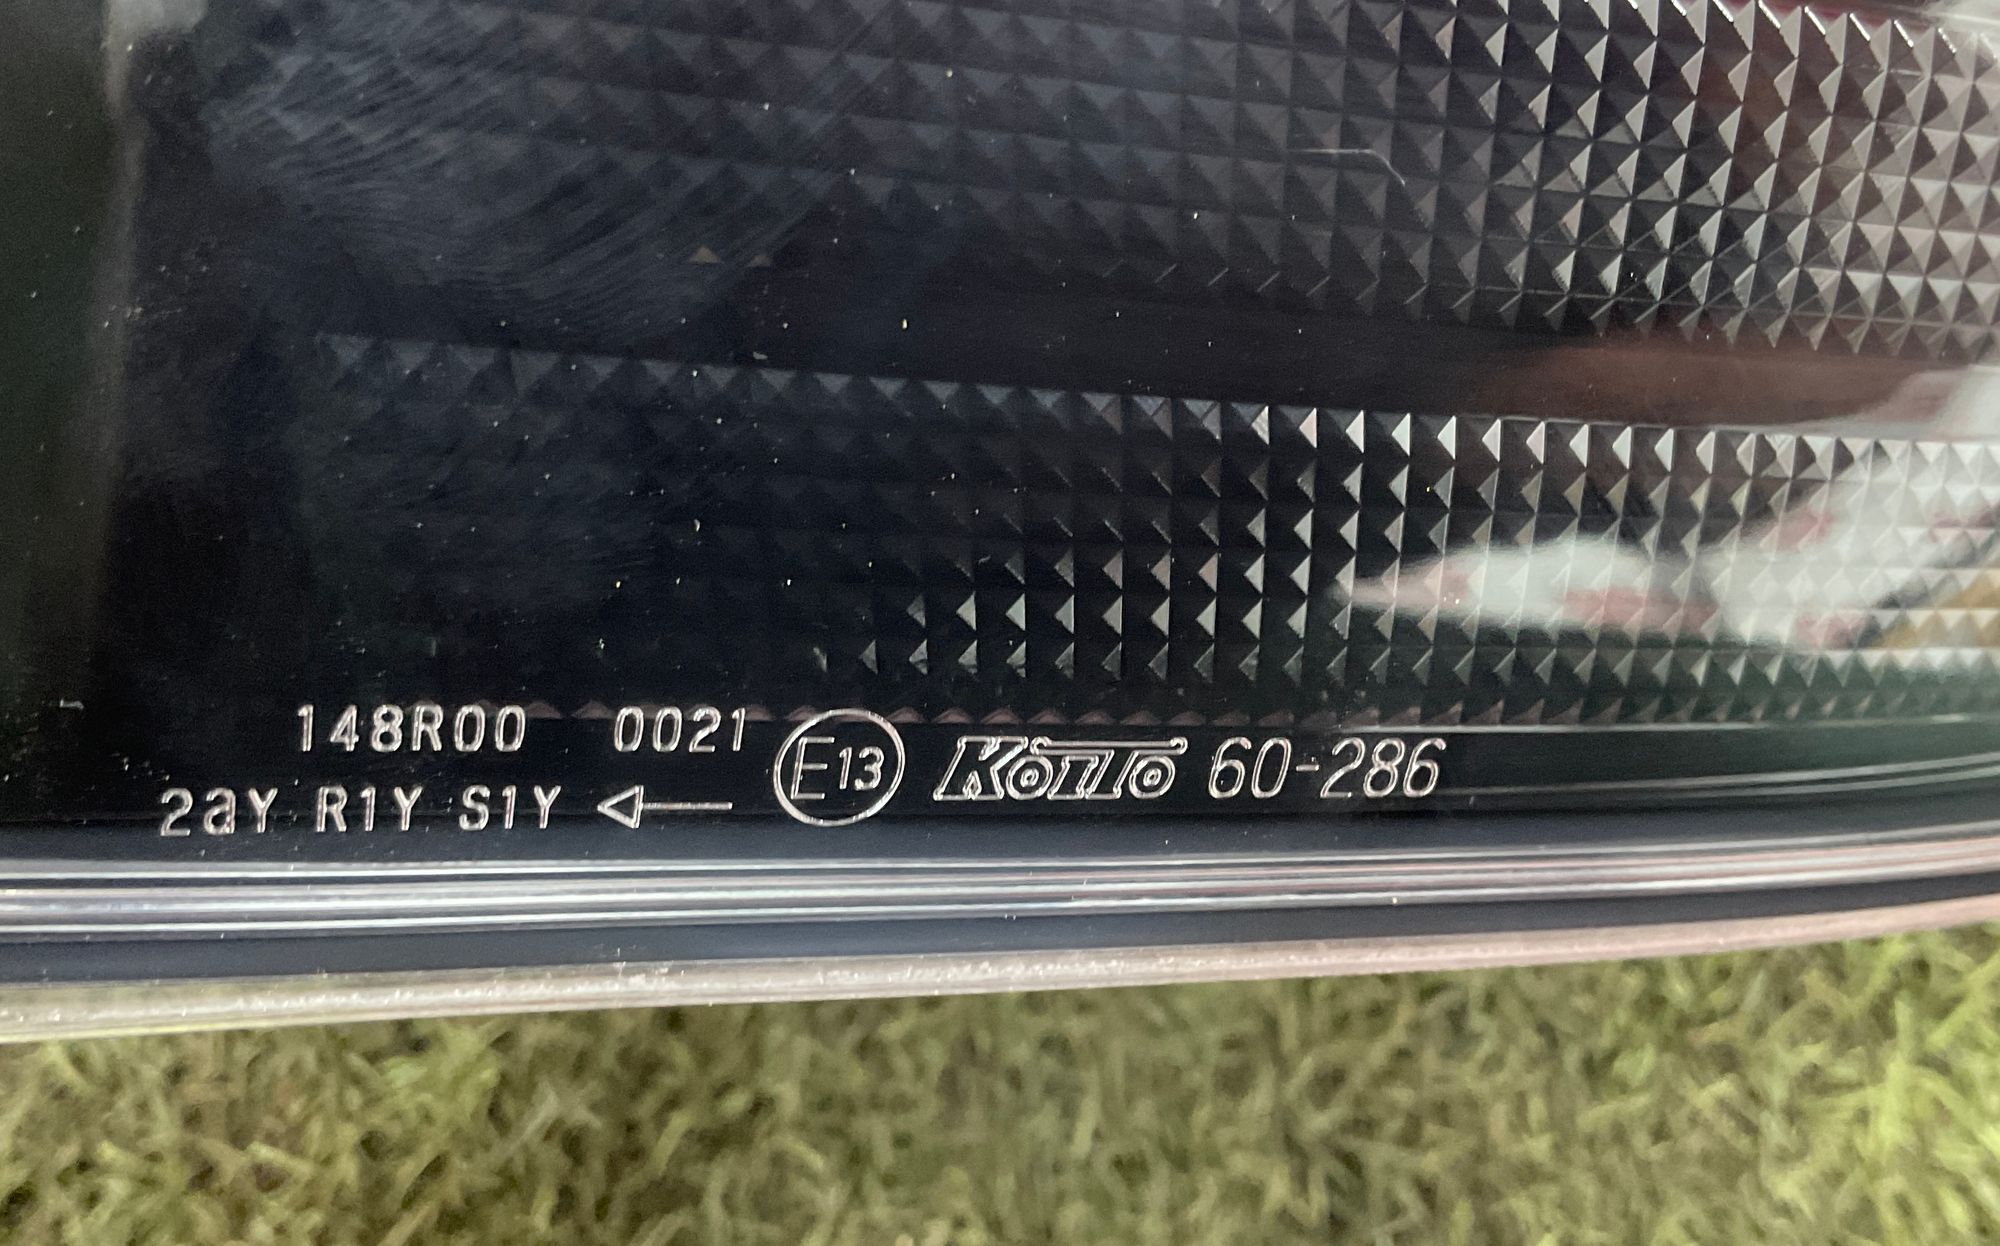 148R00 0021
2aY R1Y S1Y ← E13 KOITO 60-286